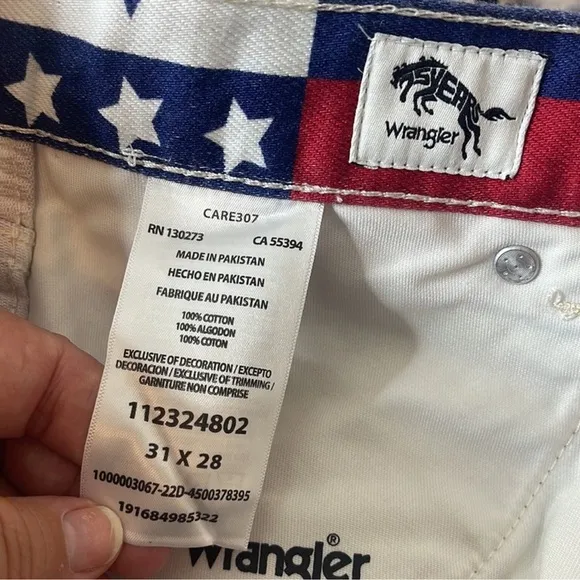 75 YEARS
Wrangler
CARE307
RN 130273 CA 55394
MADE IN PAKISTAN
HECHO EN PAKISTAN
FABRIQUE AU PAKISTAN
100% COTTON
100% ALGODON
100% COTON
EXCLUSIVE OF DECORATION / EXCEPTO
DECORACION / EXCLUSIVE OF TRIMMING /
GARNITURE NON COMPRISE
112324802
31 X 28
1000003067-22D-4500378395
191684985322
Wrangler®